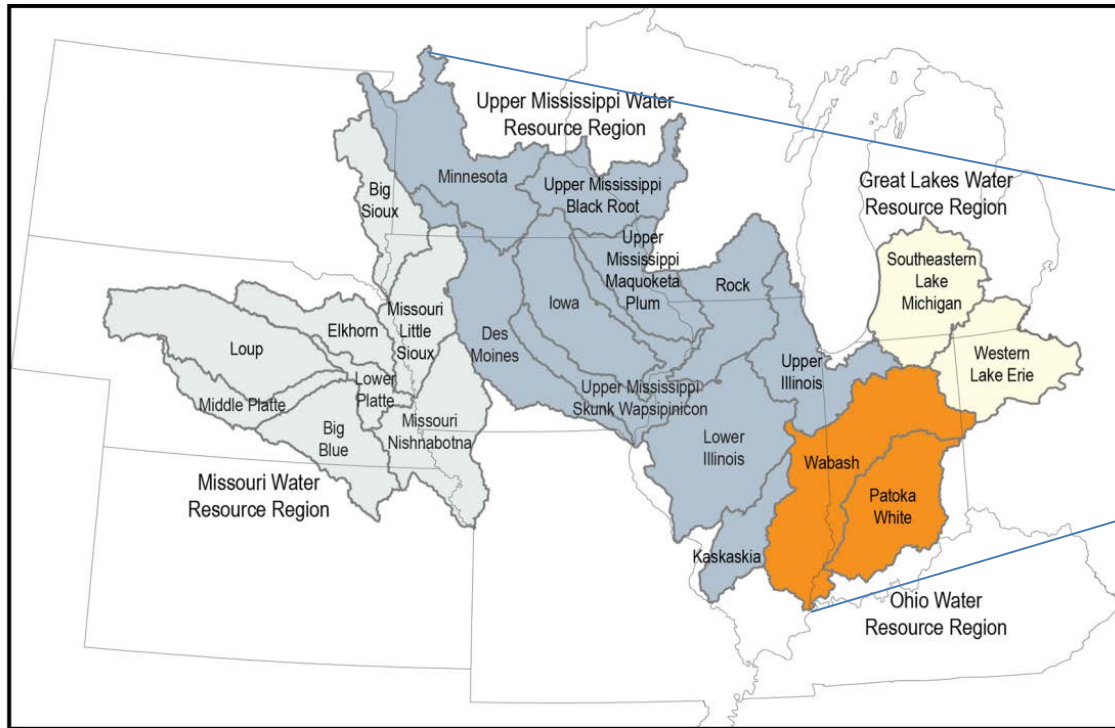 Upper Mississippi Water
Resource Region
Minnesota
Upper Mississippi
Black Root
Big
Sioux
Great Lakes Water
Resource Region
Upper
Mississippi
Maquoketa
Plum
Southeastern
Lake
Michigan
Rock
Iowa
Missouri
Little
Sioux
Elkhorn
Des
Moines
Loup
Western
Lake Erie
Upper
Illinois
Lower
Platte
Middle Platte
Upper Mississippi
Skunk Wapsipinicon
Big
Blue
Missouri
Nishnabotna
Lower
Illinois
Wabash
Missouri Water
Resource Region
Patoka
White
Kaskaskia
Ohio Water
Resource Region